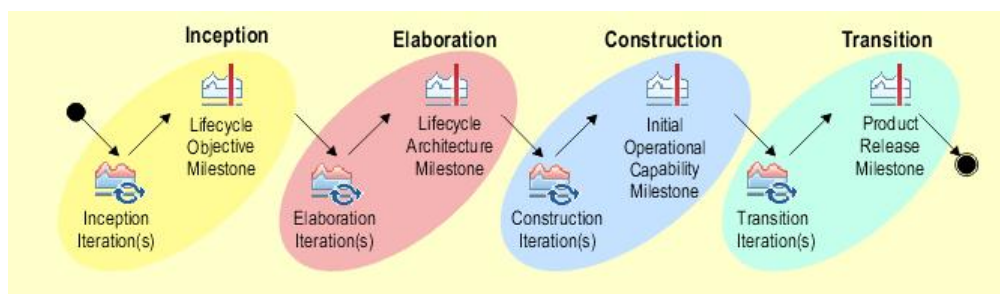 Inception
Elaboration
Construction
Transition
Lifecycle
Objective
Milestone
Lifecycle
Architecture
Milestone
Initial
Operational
Capability
Milestone
Product
Release
Milestone
Inception
Iteration(s)
Elaboration
Iteration(s)
Construction
Iteration(s)
Transition
Iteration(s)